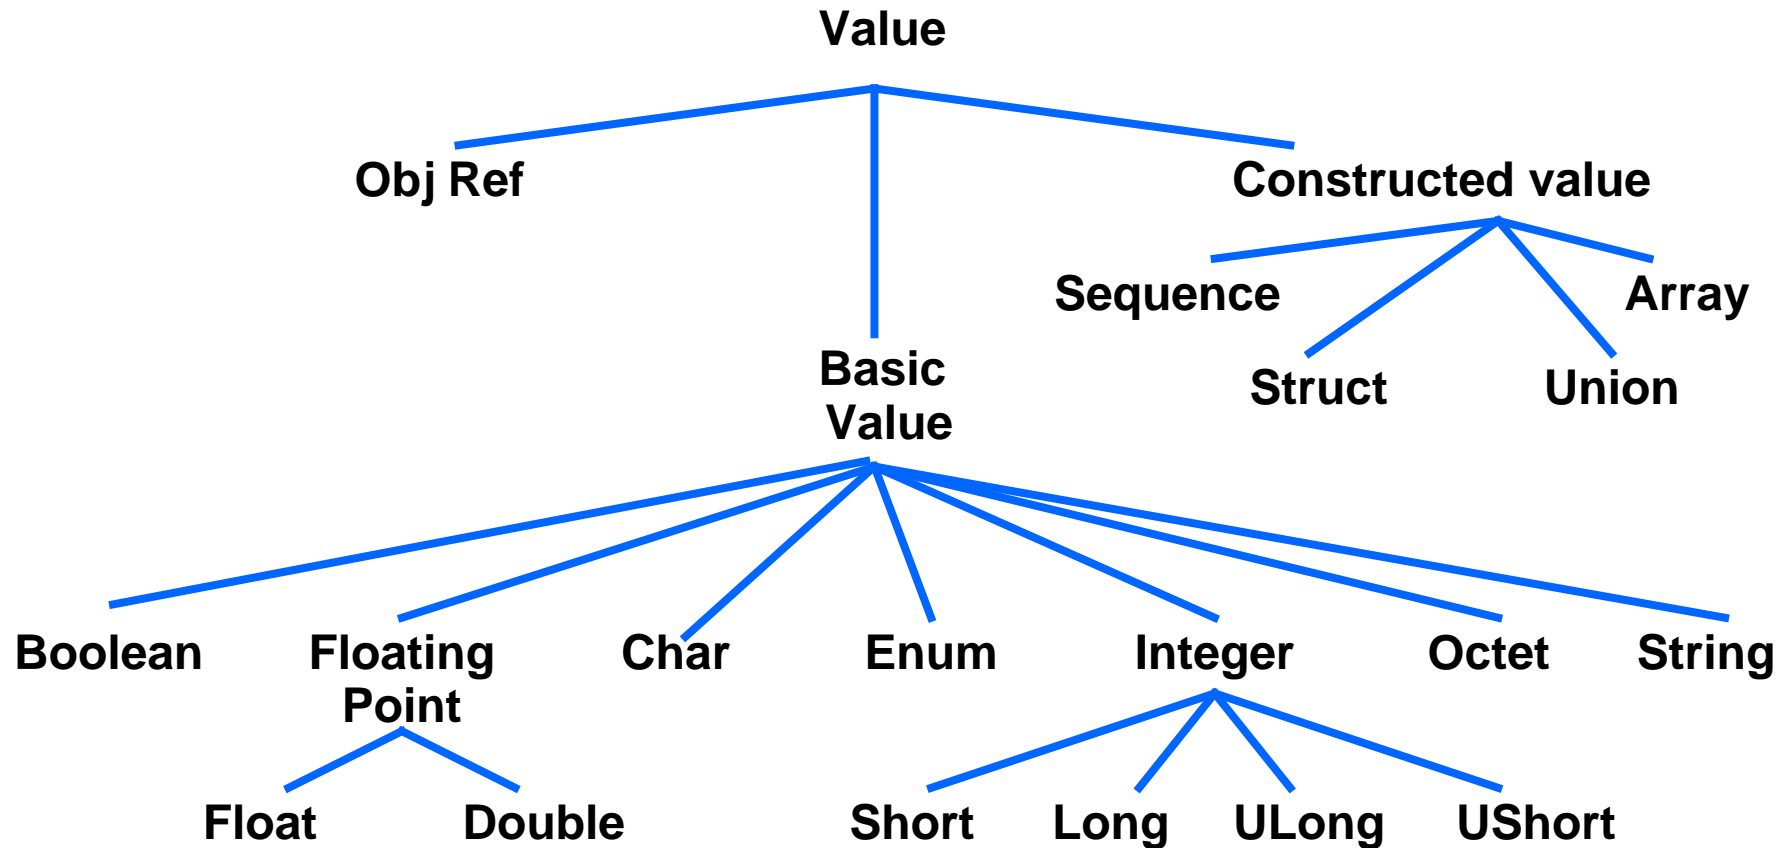 Value
Obj Ref
Constructed value
Sequence
Array
Struct
Union
Basic
Value
Boolean
Floating
Point
Char
Enum
Integer
Octet
String
Float
Double
Short
Long
ULong
UShort